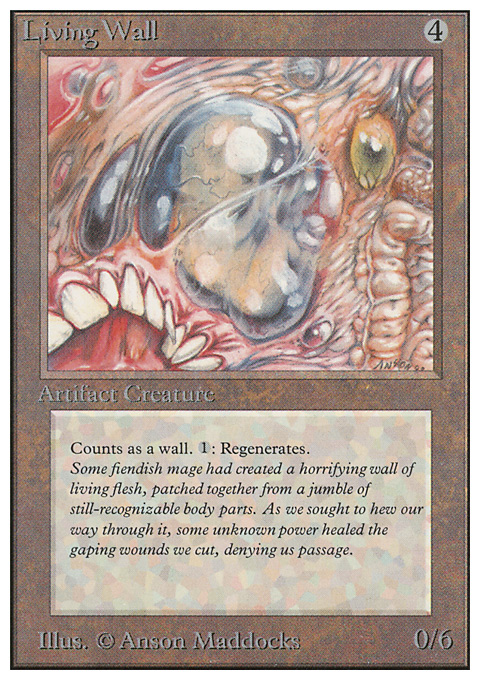 Living Wall 4
Artifact Creature
Counts as a wall. 1: Regenerates.
Some fiendish mage had created a horrifying wall of
living flesh, patched together from a jumble of
still-recognizable body parts. As we sought to hew our
way through it, some unknown power healed the
gaping wounds we cut, denying us passage.
Illus. © Anson Maddocks 0/6